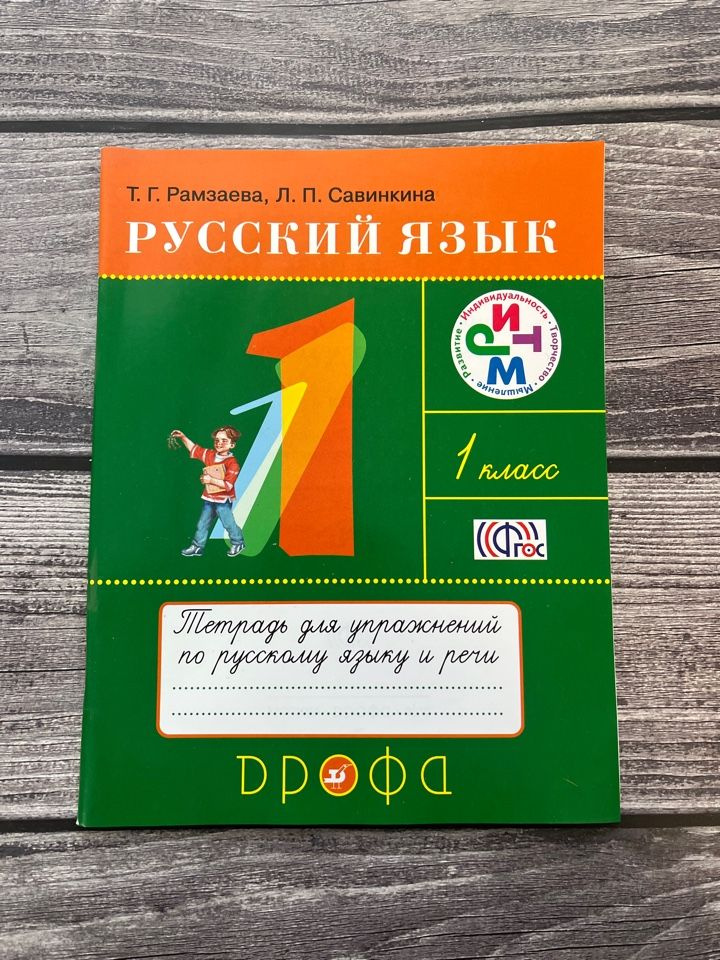 Т. Г. Рамзаева, Л. П. Савинкина
РУССКИЙ ЯЗЫК
1
РИТМ
Развитие · Индивидуальность · Творчество · Мышление ·
1 класс
ФГОС
Тетрадь для упражнений
по русскому языку и речи
ДРОФА